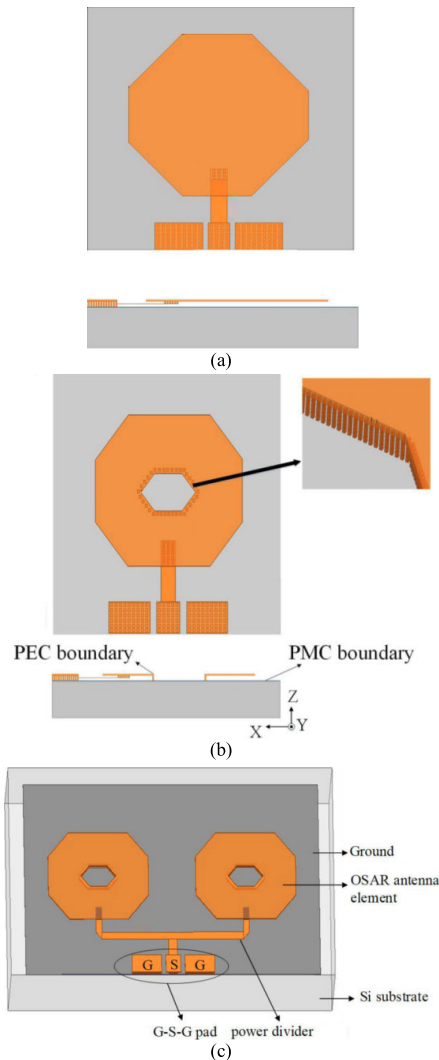 (a)
PEC boundary
PMC boundary
Z
X
Y
(b)
Ground
OSAR antenna
element
G S G
Si substrate
G-S-G pad
power divider
(c)